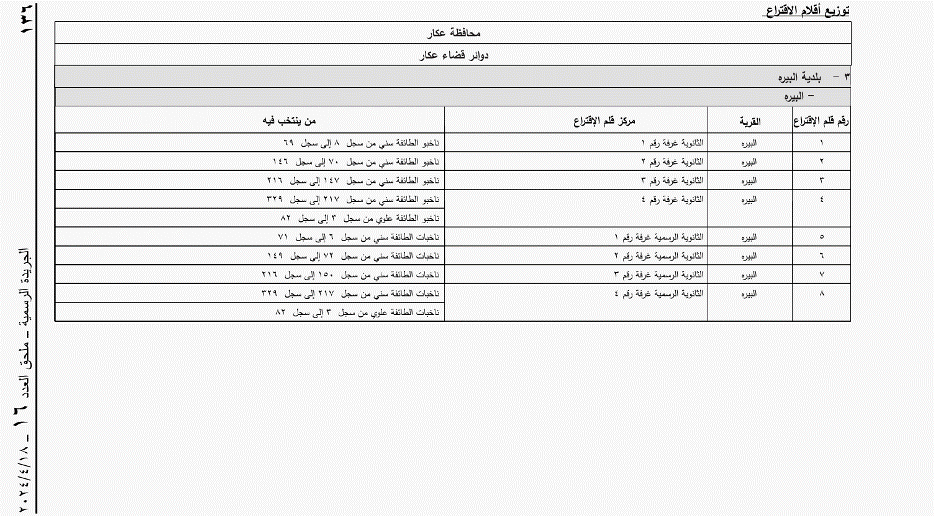 توزيع أقلام الإقتراع
محافظة عكار
دوائر قضاء عكار
٣ - بلدية البيره
- البيره
رقم قلم الإقتراع القرية مركز قلم الإقتراع من ينتخب فيه
١ البيره الثانوية غرفة رقم ١ ناخبو الطائفة سني من سجل ٨ إلى سجل ٦٩
٢ البيره الثانوية غرفة رقم ٢ ناخبو الطائفة سني من سجل ٧٠ إلى سجل ١٤٦
٣ البيره الثانوية غرفة رقم ٣ ناخبو الطائفة سني من سجل ١٤٧ إلى سجل ٢١٦
٤ البيره الثانوية غرفة رقم ٤ ناخبو الطائفة سني من سجل ٢١٧ إلى سجل ٣٢٩
ناخبو الطائفة علوي من سجل ٣ إلى سجل ٨٢
٥ البيره الثانوية الرسمية غرفة رقم ١ ناخبات الطائفة سني من سجل ٦ إلى سجل ٧١
٦ البيره الثانوية الرسمية غرفة رقم ٢ ناخبات الطائفة سني من سجل ٧٢ إلى سجل ١٤٩
٧ البيره الثانوية الرسمية غرفة رقم ٣ ناخبات الطائفة سني من سجل ١٥٠ إلى سجل ٢١٦
٨ البيره الثانوية الرسمية غرفة رقم ٤ ناخبات الطائفة سني من سجل ٢١٧ إلى سجل ٣٢٩
ناخبات الطائفة علوي من سجل ٣ إلى سجل ٨٢
١٣٦
الجريدة الرسمية ـ ملحق العدد ١٦ ـ ٢٠٢٤/٤/١٨